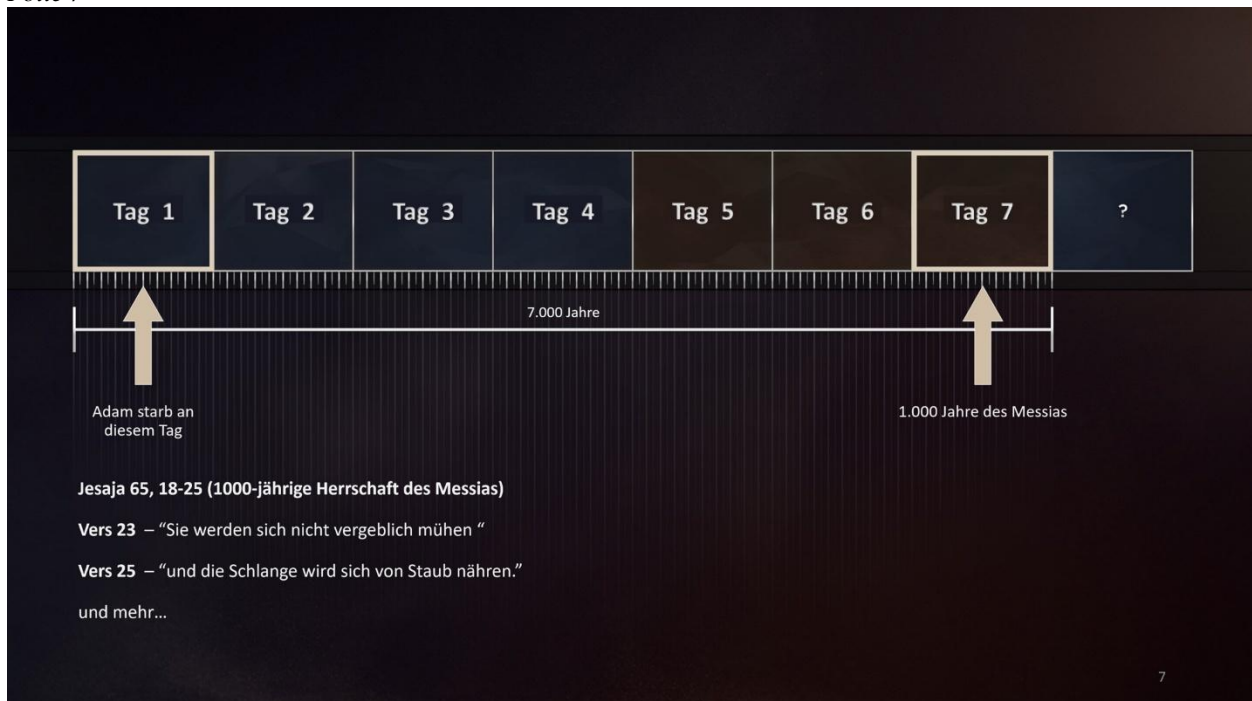 Tag 1
Tag 2
Tag 3
Tag 4
Tag 5
Tag 6
Tag 7
?
7.000 Jahre
Adam starb an
diesem Tag
1.000 Jahre des Messias
Jesaja 65, 18-25 (1000-jährige Herrschaft des Messias)
Vers 23 – “Sie werden sich nicht vergeblich mühen “
Vers 25 – “und die Schlange wird sich von Staub nähren.”
und mehr...
7